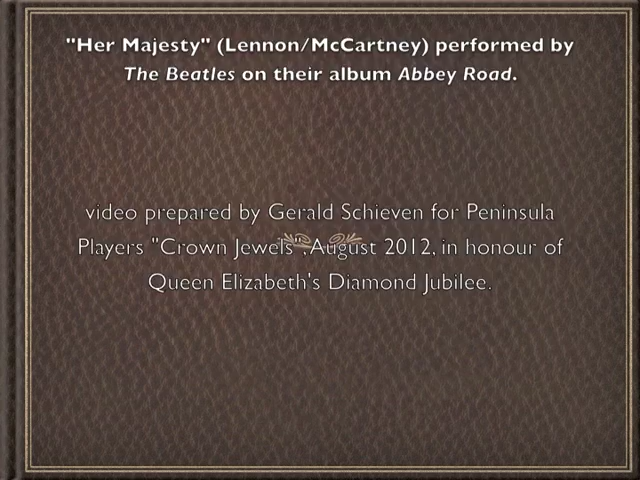 "Her Majesty" (Lennon/McCartney) performed by
The Beatles on their album Abbey Road.
video prepared by Gerald Schieven for Peninsula
Players "Crown Jewels", August 2012, in honour of
Queen Elizabeth's Diamond Jubilee.